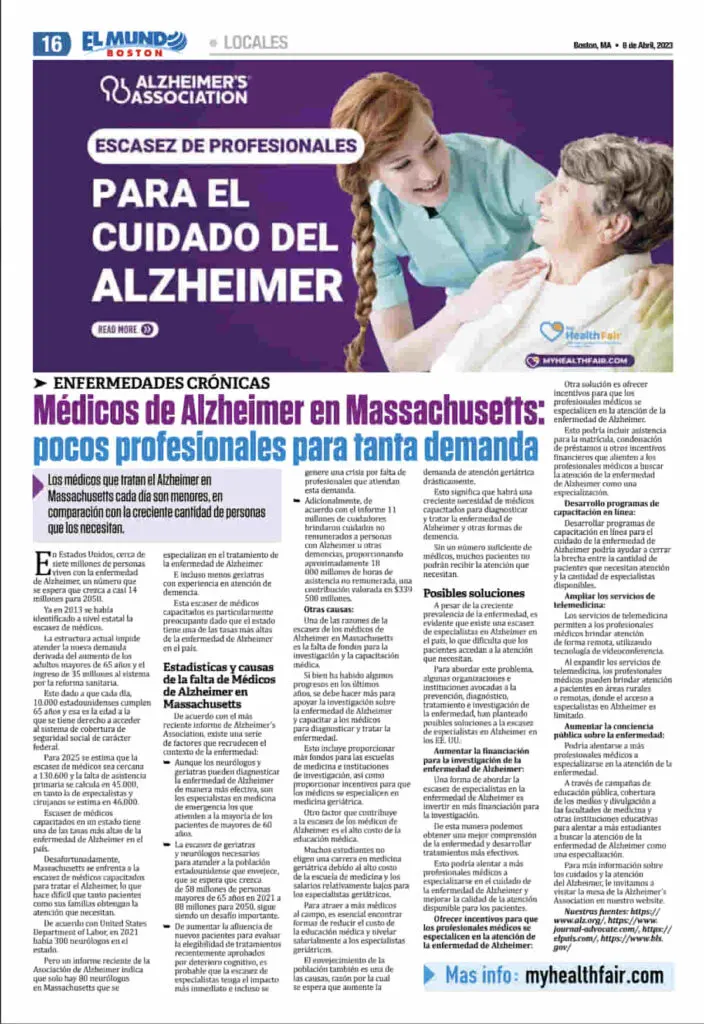 16
EL MUNDO
BOSTON
• LOCALES
Boston, MA • 6 de Abril, 2023
ALZHEIMER'S
ASSOCIATION
ESCASEZ DE PROFESIONALES
PARA EL
CUIDADO DEL
ALZHEIMER
READ MORE
My
HealthFair
MYHEALTHFAIR.COM
➤ ENFERMEDADES CRÓNICAS
Médicos de Alzheimer en Massachusetts:
pocos profesionales para tanta demanda
Los médicos que tratan el Alzheimer en
Massachusetts cada día son menores, en
comparación con la creciente cantidad de personas
que los necesitan.
En Estados Unidos, cerca de
siete millones de personas
viven con la enfermedad
de Alzheimer, un número que
se espera que crezca a casi 14
millones para 2050.
Ya en 2013 se había
identificado a nivel estatal la
escasez de médicos.
La estructura actual impide
atender la nueva demanda
derivada del aumento de los
adultos mayores de 65 años y el
ingreso de 35 millones al sistema
por la reforma sanitaria.
Esto dado a que cada día,
10.000 estadounidenses cumplen
65 años y esa es la edad a la
que se tiene derecho a acceder
al sistema de cobertura de
seguridad social de carácter
federal.
Para 2025 se estima que la
escasez de médicos sea cercana
a 130.600 y la falta de asistencia
primaria se calcula en 45.000,
en tanto la de especialistas y
cirujanos se estima en 46,000.
Escasez de médicos
capacitados en un estado tiene
una de las tasas más altas de la
enfermedad de Alzheimer en el
país.
Desafortunadamente,
Massachusetts se enfrenta a la
escasez de médicos capacitados
para tratar el Alzheimer, lo que
hace difícil que tanto pacientes
como sus familias obtengan la
atención que necesitan.
De acuerdo con United States
Department of Labor, en 2021
había 300 neurólogos en el
estado.
Pero un informe reciente de la
Asociación de Alzheimer indica
que solo hay 80 neurólogos
en Massachusetts que se
especializan en el tratamiento de
la enfermedad de Alzheimer.
E incluso menos geriatras
con experiencia en atención de
demencia.
Esta escasez de médicos
capacitados es particularmente
preocupante dado que el estado
tiene una de las tasas más altas
de la enfermedad de Alzheimer
en el país.
Estadísticas y causas
de la falta de Médicos
de Alzheimer en
Massachusetts
De acuerdo con el más
reciente informe de Alzheimer's
Association, existe una serie
de factores que recrudecen el
contexto de la enfermedad:
Aunque los neurólogos y
geriatras pueden diagnosticar
la enfermedad de Alzheimer
de manera más efectiva, son
los especialistas en medicina
de emergencia los que
atienden a la mayoría de los
pacientes de mayores de 60
años.
La escasez de geriatras
y neurólogos necesarios
para atender a la población
estadounidense que envejece,
que se espera que crezca
de 58 millones de personas
mayores de 65 años en 2021 a
88 millones para 2050, sigue
siendo un desafío importante.
De aumentar la afluencia de
nuevos pacientes para evaluar
la elegibilidad de tratamientos
recientemente aprobados
por deterioro cognitivo, es
probable que la escasez de
especialistas tenga el impacto
más inmediato e incluso se
genere una crisis por falta de
profesionales que atiendan
esta demanda.
Adicionalmente, de
acuerdo con el informe 11
millones de cuidadores
brindaron cuidados no
remunerados a personas
con Alzheimer u otras
demencias, proporcionando
aproximadamente 18
000 millones de horas de
asistencia no remunerada, una
contribución valorada en $339
500 millones.
Otras causas:
Una de las razones de la
escasez de los médicos de
Alzheimer en Massachusetts
es la falta de fondos para la
investigación y la capacitación
médica.
Si bien ha habido algunos
progresos en los últimos
años, se debe hacer más para
apoyar la investigación sobre
la enfermedad de Alzheimer
y capacitar a los médicos
para diagnosticar y tratar la
enfermedad.
Esto incluye proporcionar
más fondos para las escuelas
de medicina e instituciones
de investigación, así como
proporcionar incentivos para que
los médicos se especialicen en
medicina geriátrica.
Otro factor que contribuye
a la escasez de los médicos de
Alzheimer es el alto costo de la
educación médica.
Muchos estudiantes no
eligen una carrera en medicina
geriátrica debido al alto costo
de la escuela de medicina y los
salarios relativamente bajos para
los especialistas geriátricos.
Para atraer a más médicos
al campo, es esencial encontrar
formas de reducir el costo de
la educación médica y nivelar
salarialmente a los especialistas
geriátricos.
El envejecimiento de la
población también es una de
las causas, razón por la cual
se espera que aumente la
demanda de atención geriátrica
drásticamente.
Esto significa que habrá una
creciente necesidad de médicos
capacitados para diagnosticar
y tratar la enfermedad de
Alzheimer y otras formas de
demencia.
Sin un número suficiente de
médicos, muchos pacientes no
podrán recibir la atención que
necesitan.
Posibles soluciones
A pesar de la creciente
prevalencia de la enfermedad, es
evidente que existe una escasez
de especialistas en Alzheimer en
el país, lo que dificulta que los
pacientes accedan a la atención
que necesitan.
Para abordar este problema,
algunas organizaciones e
instituciones avocadas a la
prevención, diagnóstico,
tratamiento e investigación de
la enfermedad, han planteado
posibles soluciones a la escasez
de especialistas en Alzheimer en
los EE. UU.
Aumentar la financiación
para la investigación de la
enfermedad de Alzheimer:
Una forma de abordar la
escasez de especialistas en la
enfermedad de Alzheimer es
invertir en más financiación para
la investigación.
De esta manera podemos
obtener una mejor comprensión
de la enfermedad y desarrollar
tratamientos más efectivos.
Esto podría alentar a más
profesionales médicos a
especializarse en el cuidado de
la enfermedad de Alzheimer y
mejorar la calidad de la atención
disponible para los pacientes.
Ofrecer incentivos para que
los profesionales médicos se
especialicen en la atención de
la enfermedad de Alzheimer:
Otra solución es ofrecer
incentivos para que los
profesionales médicos se
especialicen en la atención de la
enfermedad de Alzheimer.
Esto podría incluir asistencia
para la matrícula, condonación
de préstamos u otros incentivos
financieros que alienten a los
profesionales médicos a buscar
la atención de la enfermedad
de Alzheimer como una
especialización.
Desarrollo programas de
capacitación en línea:
Desarrollar programas de
capacitación en línea para el
cuidado de la enfermedad de
Alzheimer podría ayudar a cerrar
la brecha entre la cantidad de
pacientes que necesitan atención
y la cantidad de especialistas
disponibles.
Ampliar los servicios de
telemedicina:
Los servicios de telemedicina
permiten a los profesionales
médicos brindar atención
de forma remota, utilizando
tecnología de videoconferencia.
Al expandir los servicios de
telemedicina, los profesionales
médicos pueden brindar atención
a pacientes en áreas rurales
o remotas, donde el acceso a
especialistas en Alzheimer es
limitado.
Aumentar la conciencia
pública sobre la enfermedad:
Podría alentarse a más
profesionales médicos a
especializarse en la atención de la
enfermedad.
A través de campañas de
educación pública, cobertura
de los medios y divulgación a
las facultades de medicina y
otras instituciones educativas
para alentar a más estudiantes
a buscar la atención de la
enfermedad de Alzheimer como
una especialización.
Para más información sobre
los cuidados y la atención
del Alzheimer, le invitamos a
visitar la mesa de la Alzheimer's
Association en nuestro website.
Nuestras fuentes: https://
www.alz.org/, https://www.
journal-advocate.com/, https://
elpais.com/, https://www.bls.
gov/
Mas info: myhealthfair.com